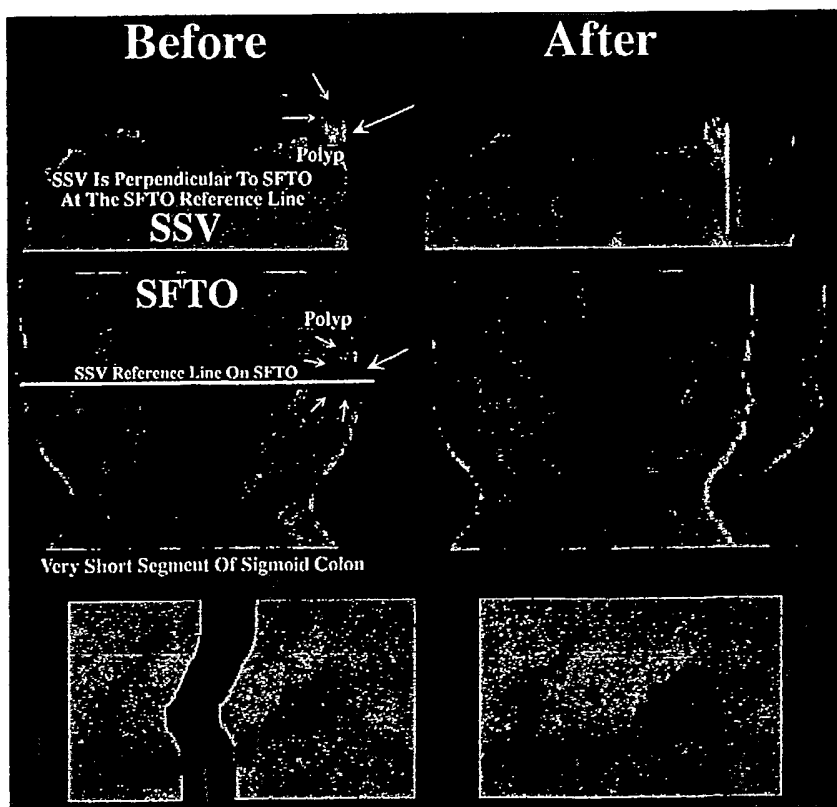 Before
After
Polyp
SSV Is Perpendicular To SFTO
At The SFTO Reference Line
SSV
SFTO
Polyp
SSV Reference Line On SFTO
Very Short Segment Of Sigmoid Colon